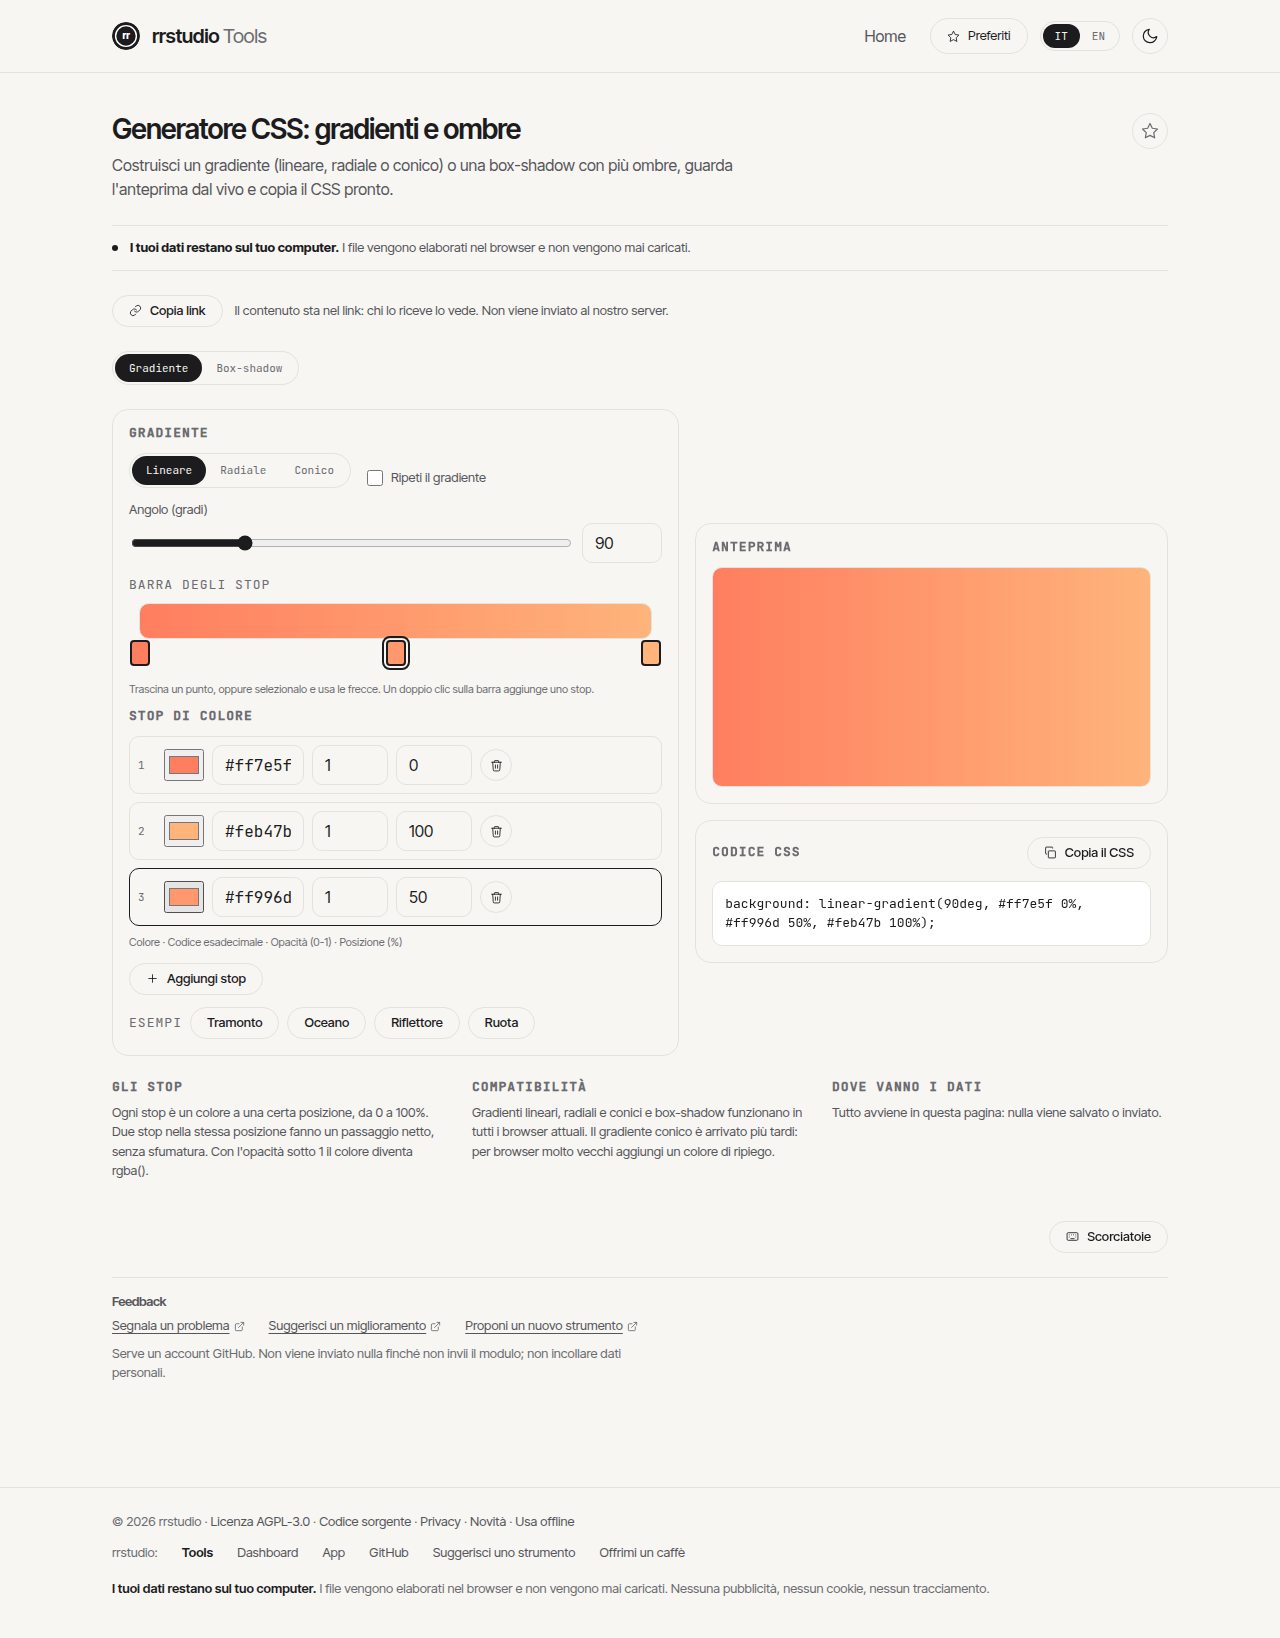 rr rrstudio Tools
Home
Preferiti
IT EN
Generatore CSS: gradienti e ombre
Costruisci un gradiente (lineare, radiale o conico) o una box-shadow con più ombre, guarda
l'anteprima dal vivo e copia il CSS pronto.
I tuoi dati restano sul tuo computer. I file vengono elaborati nel browser e non vengono mai caricati.
Copia link
Il contenuto sta nel link: chi lo riceve lo vede. Non viene inviato al nostro server.
Gradiente Box-shadow
GRADIENTE
Lineare Radiale Conico
Ripeti il gradiente
Angolo (gradi)
90
BARRA DEGLI STOP
Trascina un punto, oppure selezionalo e usa le frecce. Un doppio clic sulla barra aggiunge uno stop.
STOP DI COLORE
1 #ff7e5f 1 0
2 #feb47b 1 100
3 #ff996d 1 50
Colore · Codice esadecimale · Opacità (0-1) · Posizione (%)
Aggiungi stop
ESEMPI Tramonto Oceano Riflettore Ruota
ANTEPRIMA
CODICE CSS
Copia il CSS
background: linear-gradient(90deg, #ff7e5f 0%,
#ff996d 50%, #feb47b 100%);
GLI STOP
Ogni stop è un colore a una certa posizione, da 0 a 100%.
Due stop nella stessa posizione fanno un passaggio netto,
senza sfumatura. Con l'opacità sotto 1 il colore diventa
rgba().
COMPATIBILITÀ
Gradienti lineari, radiali e conici e box-shadow funzionano in
tutti i browser attuali. Il gradiente conico è arrivato più tardi:
per browser molto vecchi aggiungi un colore di ripiego.
DOVE VANNO I DATI
Tutto avviene in questa pagina: nulla viene salvato o inviato.
Scorciatoie
Feedback
Segnala un problema Suggerisci un miglioramento Proponi un nuovo strumento
Serve un account GitHub. Non viene inviato nulla finché non invii il modulo; non incollare dati
personali.
© 2026 rrstudio · Licenza AGPL-3.0 · Codice sorgente · Privacy · Novità · Usa offline
rrstudio: Tools Dashboard App GitHub Suggerisci uno strumento Offrimi un caffè
I tuoi dati restano sul tuo computer. I file vengono elaborati nel browser e non vengono mai caricati. Nessuna pubblicità, nessun cookie, nessun tracciamento.